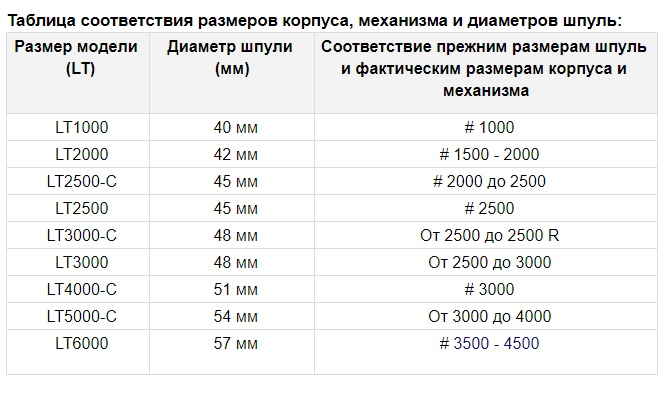 Таблица соответствия размеров корпуса, механизма и диаметров шпуль:
Размер модели (LT) Диаметр шпули (мм) Соответствие прежним размерам шпуль и фактическим размерам корпуса и механизма
LT1000 40 мм # 1000
LT2000 42 мм # 1500 - 2000
LT2500-C 45 мм # 2000 до 2500
LT2500 45 мм # 2500
LT3000-C 48 мм От 2500 до 2500 R
LT3000 48 мм От 2500 до 3000
LT4000-C 51 мм # 3000
LT5000-C 54 мм От 3000 до 4000
LT6000 57 мм # 3500 - 4500